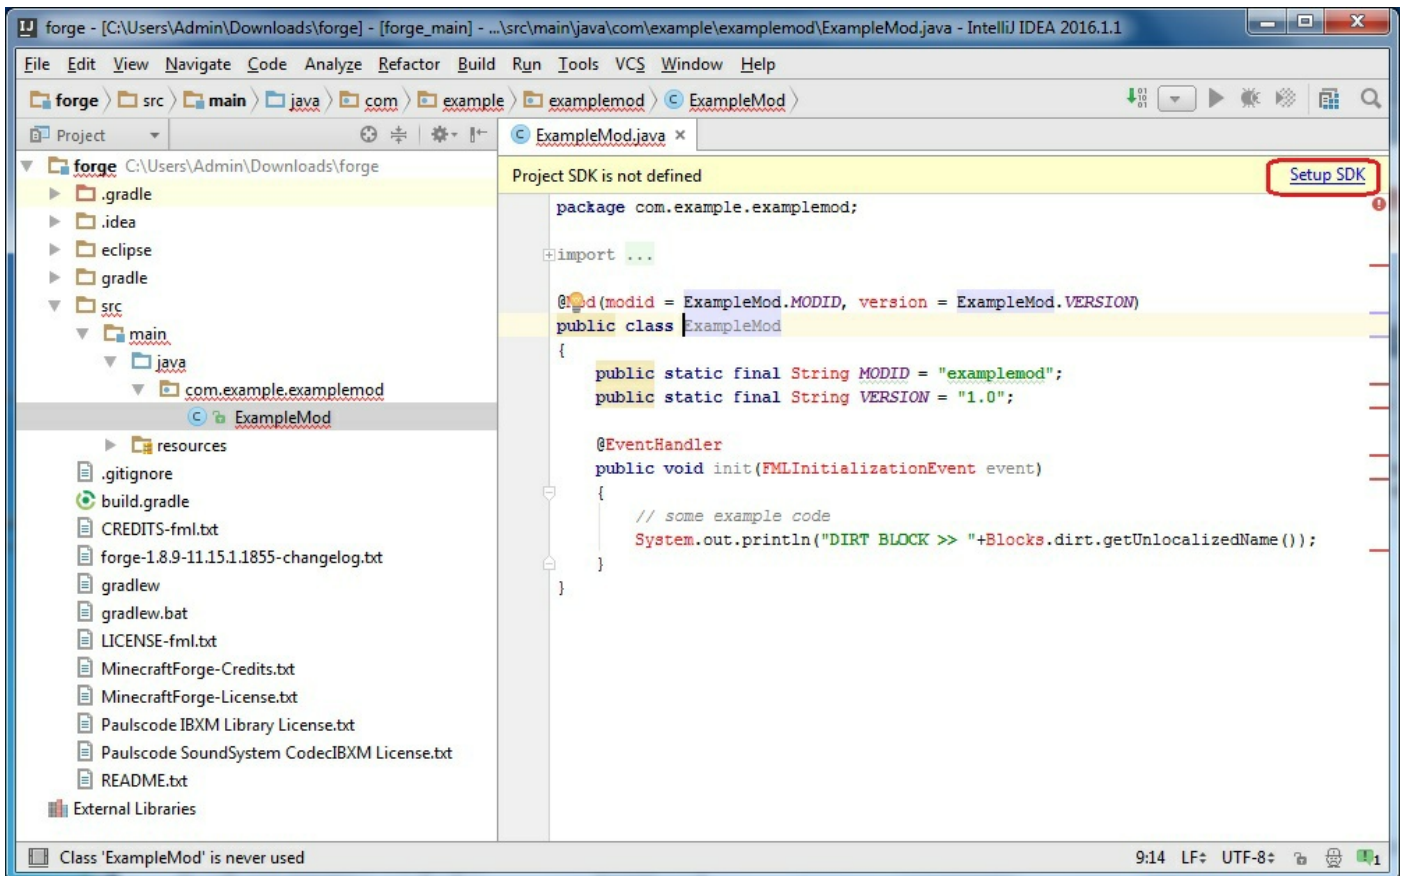 forge - [C:\Users\Admin\Downloads\forge] - [forge_main] - ...\src\main\java\com\example\examplemod\ExampleMod.java - IntelliJ IDEA 2016.1.1
File Edit View Navigate Code Analyze Refactor Build Run Tools VCS Window Help
forge src main java com example examplemod ExampleMod
Project
ExampleMod.java
forge C:\Users\Admin\Downloads\forge
.gradle
.idea
eclipse
gradle
src
main
java
com.example.examplemod
ExampleMod
resources
.gitignore
build.gradle
CREDITS-fml.txt
forge-1.8.9-11.15.1.1855-changelog.txt
gradlew
gradlew.bat
LICENSE-fml.txt
MinecraftForge-Credits.txt
MinecraftForge-License.txt
Paulscode IBXM Library License.txt
Paulscode SoundSystem CodecIBXM License.txt
README.txt
External Libraries
Project SDK is not defined Setup SDK
package com.example.examplemod;
import ...
@Mod(modid = ExampleMod.MODID, version = ExampleMod.VERSION)
public class ExampleMod
{
public static final String MODID = "examplemod";
public static final String VERSION = "1.0";
@EventHandler
public void init(FMLInitializationEvent event)
{
// some example code
System.out.println("DIRT BLOCK >> "+Blocks.dirt.getUnlocalizedName());
}
}
Class 'ExampleMod' is never used 9:14 LF UTF-8 1